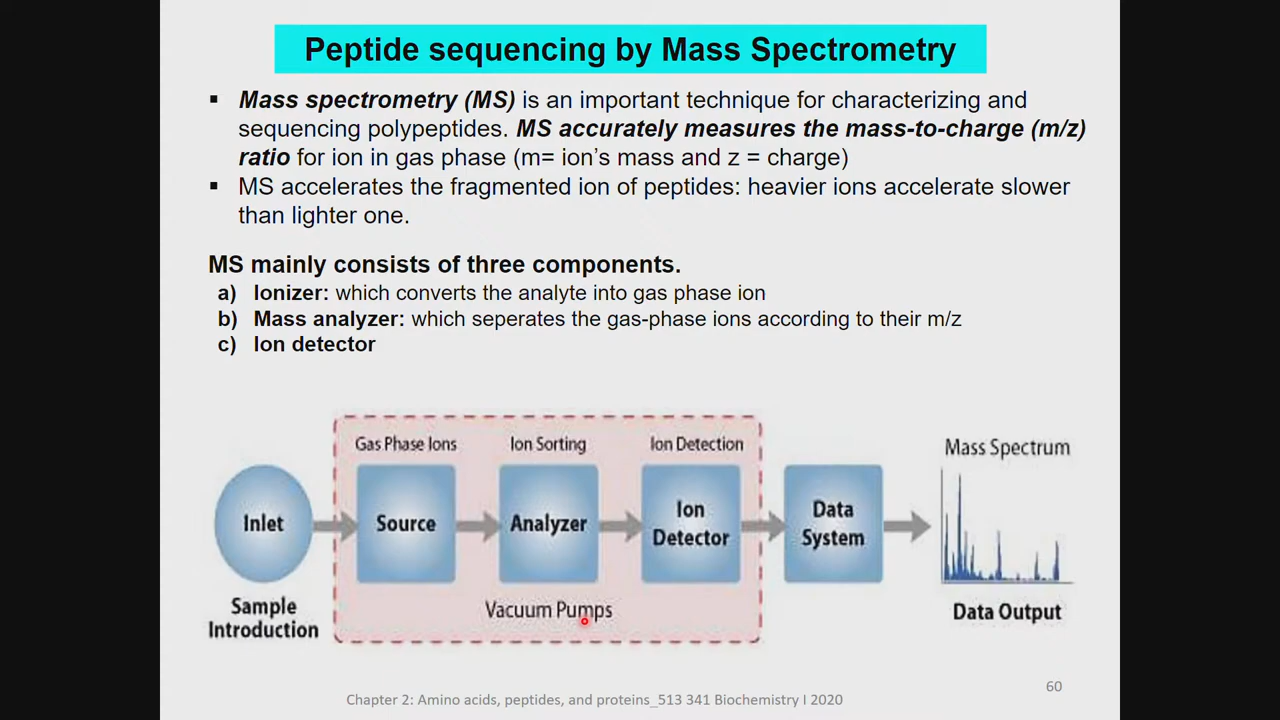 Peptide sequencing by Mass Spectrometry
▪ Mass spectrometry (MS) is an important technique for characterizing and
sequencing polypeptides. MS accurately measures the mass-to-charge (m/z)
ratio for ion in gas phase (m= ion's mass and z = charge)
▪ MS accelerates the fragmented ion of peptides: heavier ions accelerate slower
than lighter one.
MS mainly consists of three components.
a) Ionizer: which converts the analyte into gas phase ion
b) Mass analyzer: which seperates the gas-phase ions according to their m/z
c) Ion detector
Gas Phase Ions
Ion Sorting
Ion Detection
Mass Spectrum
Inlet
Source
Analyzer
Ion
Detector
Data
System
Sample
Introduction
Vacuum Pumps
Data Output
Chapter 2: Amino acids, peptides, and proteins_513 341 Biochemistry I 2020
60